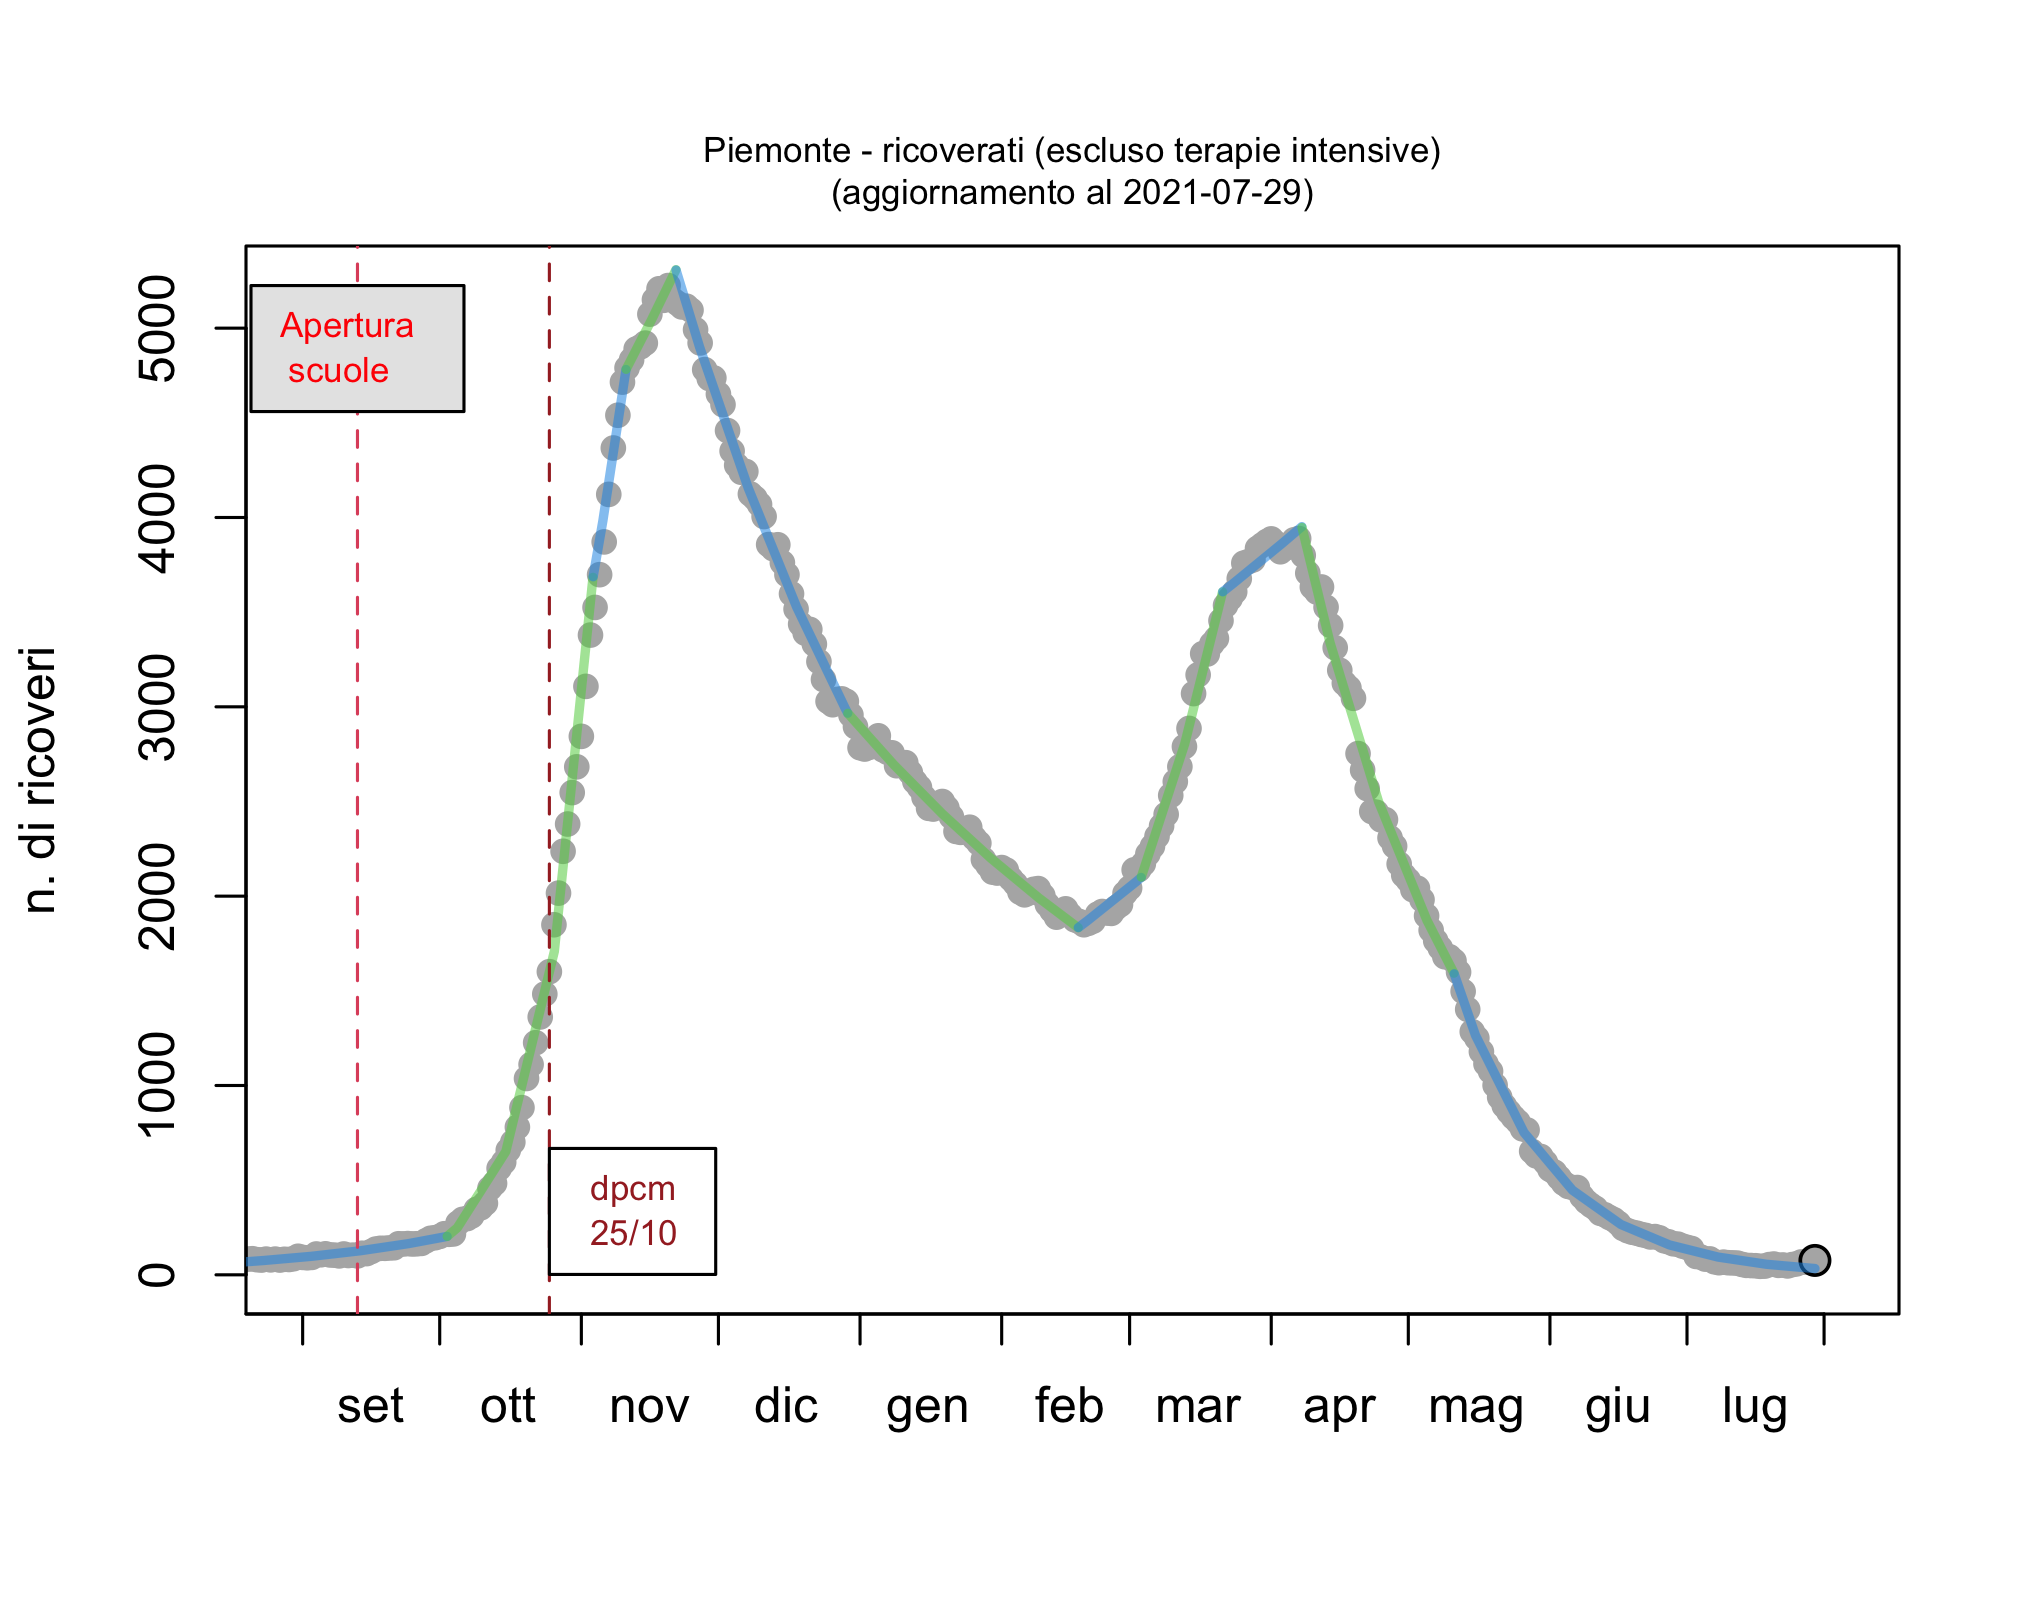 Piemonte - ricoverati (escluso terapie intensive)
(aggiornamento al 2021-07-29)
n. di ricoveri
5000
4000
3000
2000
1000
0
Apertura
scuole
dpcm
25/10
set ott nov dic gen feb mar apr mag giu lug